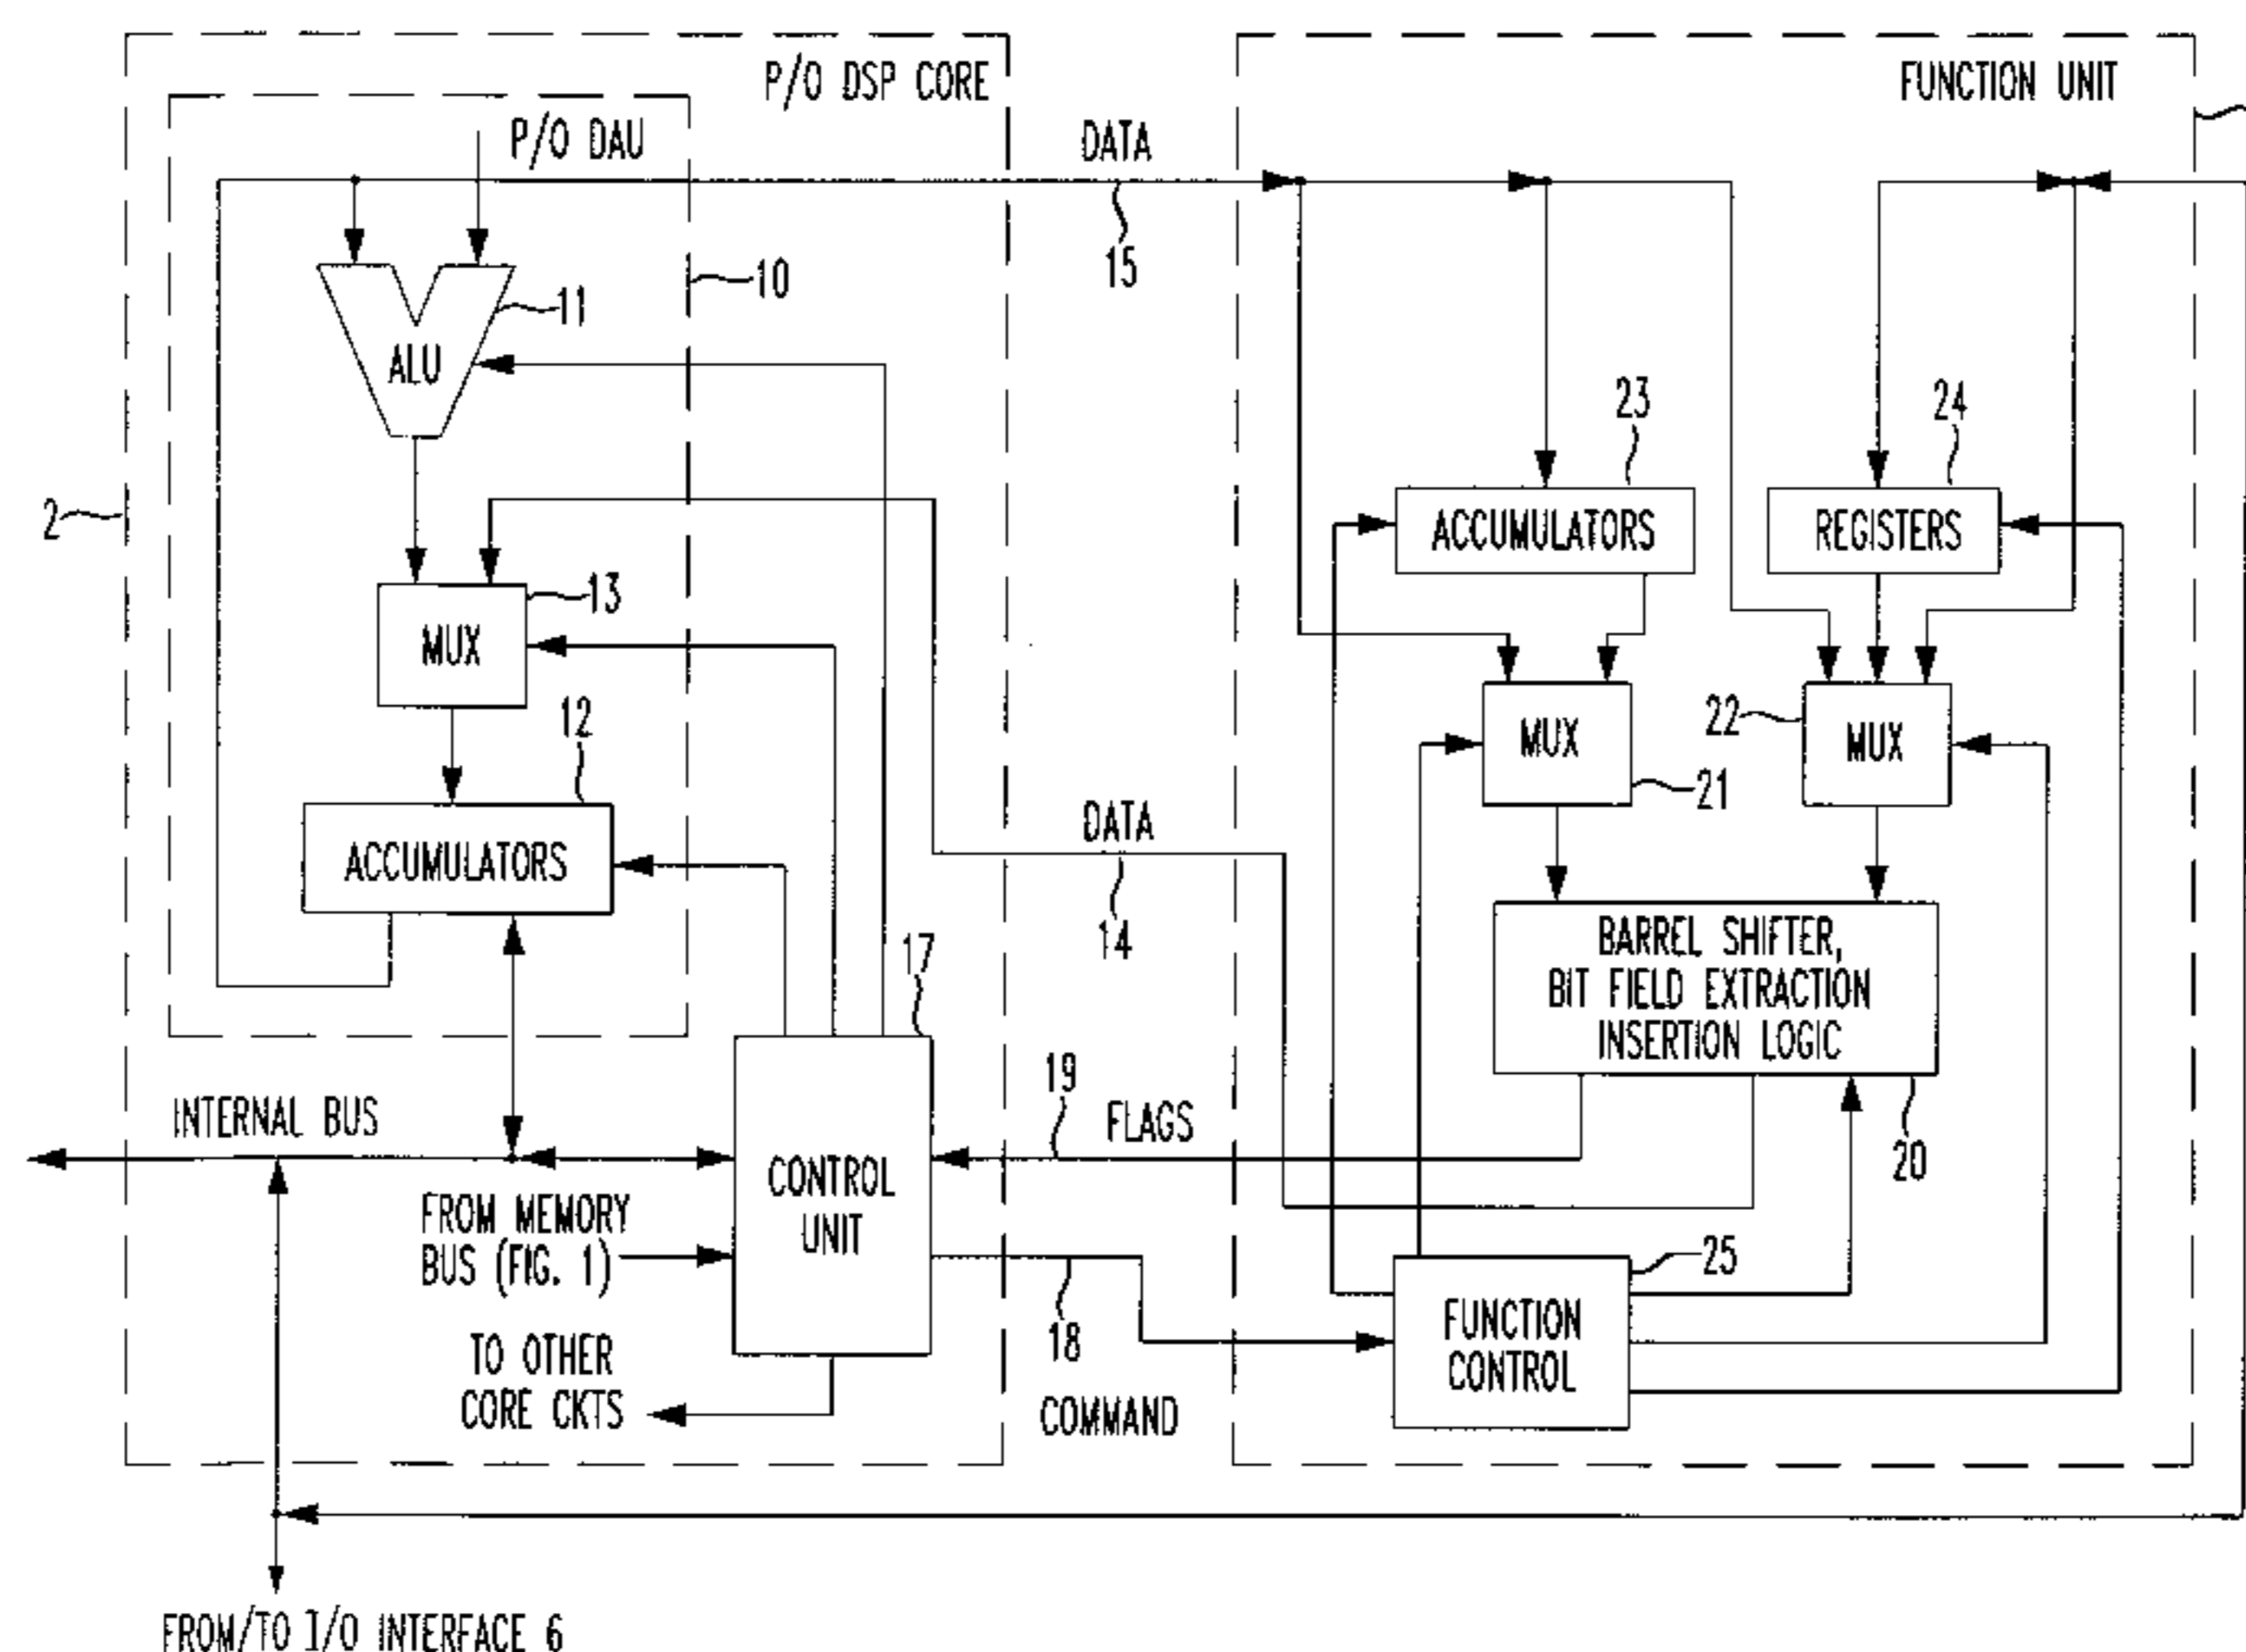 P/O DSP CORE
FUNCTION UNIT
P/O DAU
DATA
15
10
11
ALU
23
24
2
ACCUMULATORS
REGISTERS
13
MUX
12
22
MUX
MUX
21
DATA
ACCUMULATORS
14
17
BARREL SHIFTER,
BIT FIELD EXTRACTION
INSERTION LOGIC
19
INTERNAL BUS
FLAGS
20
CONTROL
UNIT
FROM MEMORY
BUS (FIG. 1)
25
18
FUNCTION
CONTROL
TO OTHER
CORE CKTS
COMMAND
FROM/TO I/O INTERFACE 6